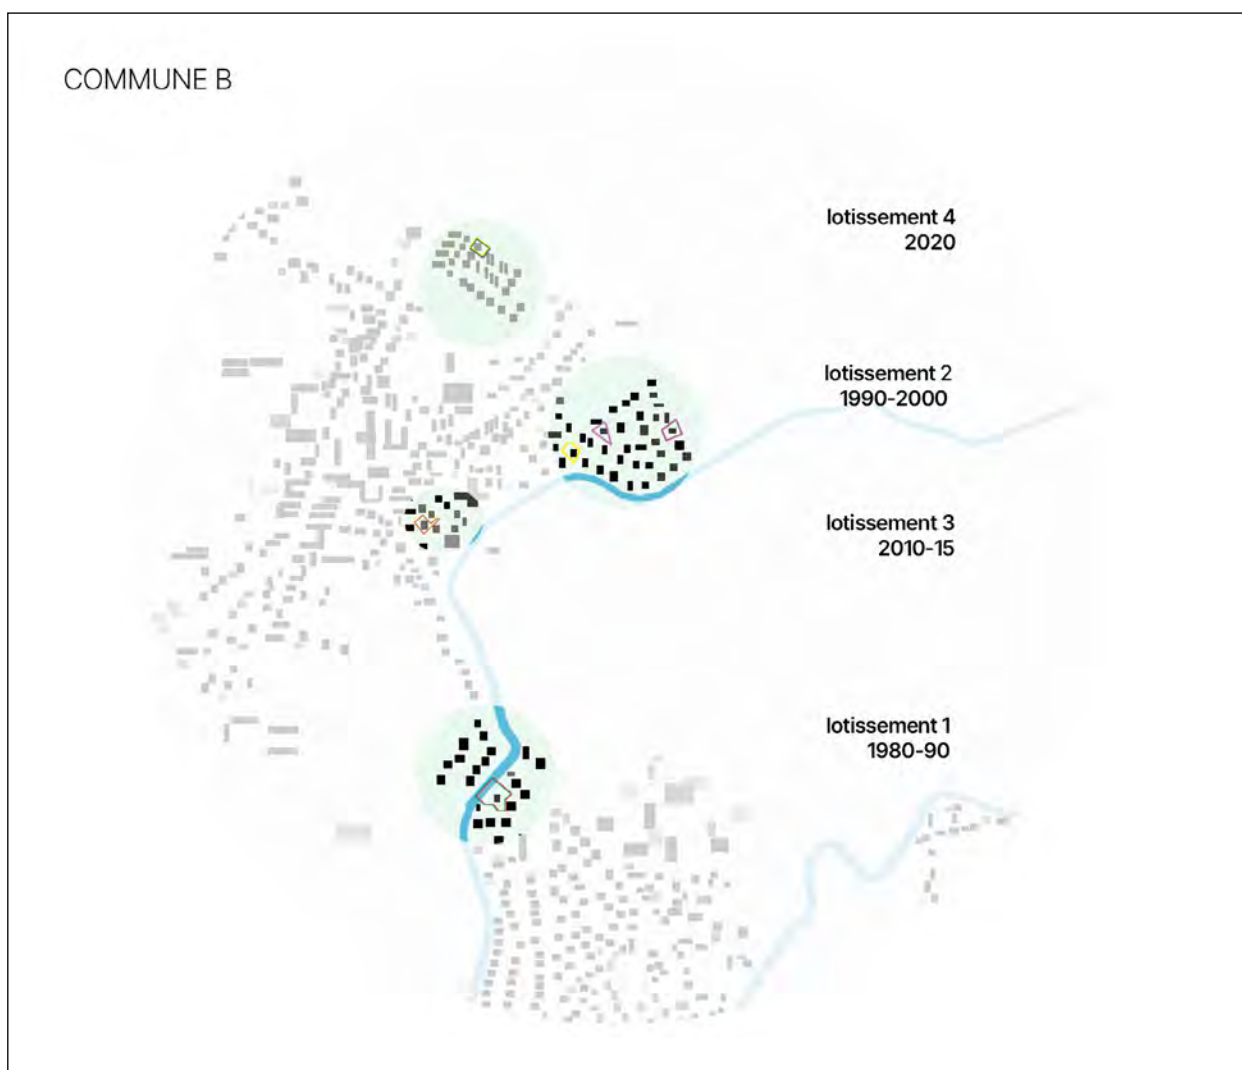 COMMUNE B
lotissement 4
2020
lotissement 2
1990-2000
lotissement 3
2010-15
lotissement 1
1980-90